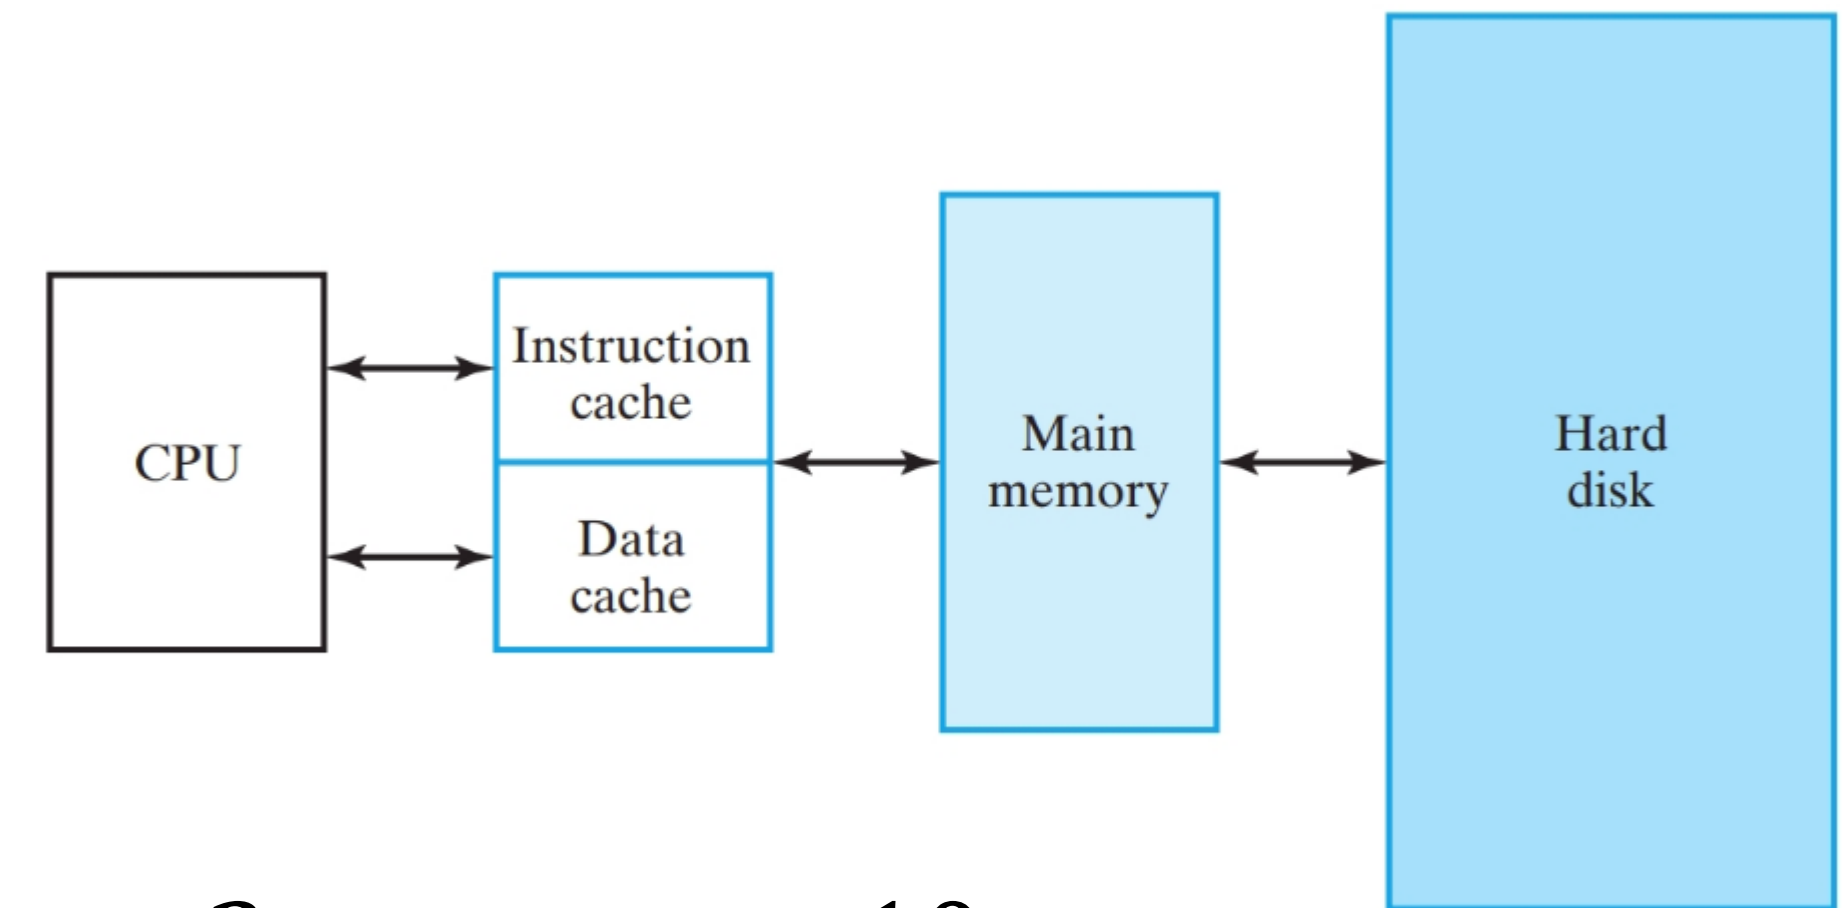 CPU
Instruction
cache
Data
cache
Main
memory
Hard
disk